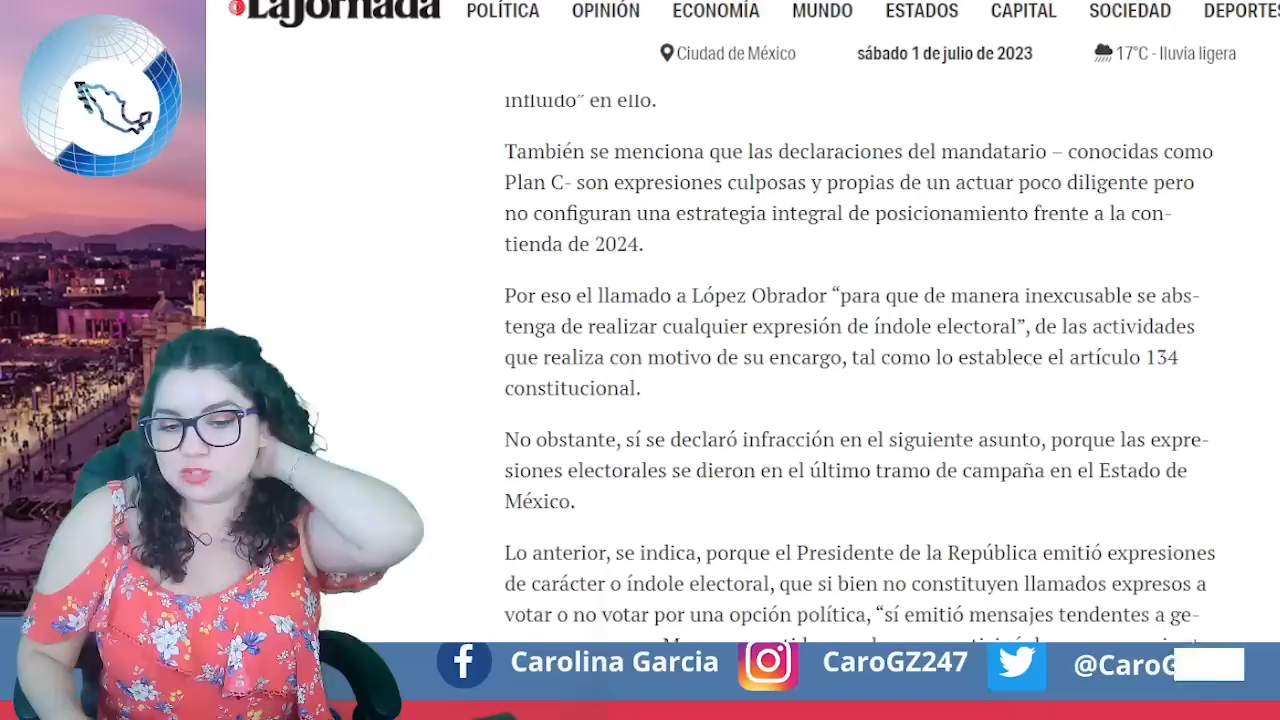 LaJornada
POLÍTICA OPINIÓN ECONOMÍA MUNDO ESTADOS CAPITAL SOCIEDAD DEPORTES
Ciudad de México sábado 1 de julio de 2023 17°C - lluvia ligera
influido” en ello.
También se menciona que las declaraciones del mandatario – conocidas como
Plan C- son expresiones culposas y propias de un actuar poco diligente pero
no configuran una estrategia integral de posicionamiento frente a la con-
tienda de 2024.
Por eso el llamado a López Obrador “para que de manera inexcusable se abs-
tenga de realizar cualquier expresión de índole electoral”, de las actividades
que realiza con motivo de su encargo, tal como lo establece el artículo 134
constitucional.
No obstante, sí se declaró infracción en el siguiente asunto, porque las expre-
siones electorales se dieron en el último tramo de campaña en el Estado de
México.
Lo anterior, se indica, porque el Presidente de la República emitió expresiones
de carácter o índole electoral, que si bien no constituyen llamados expresos a
votar o no votar por una opción política, “sí emitió mensajes tendentes a ge-
Carolina Garcia CaroGZ247 @CaroG